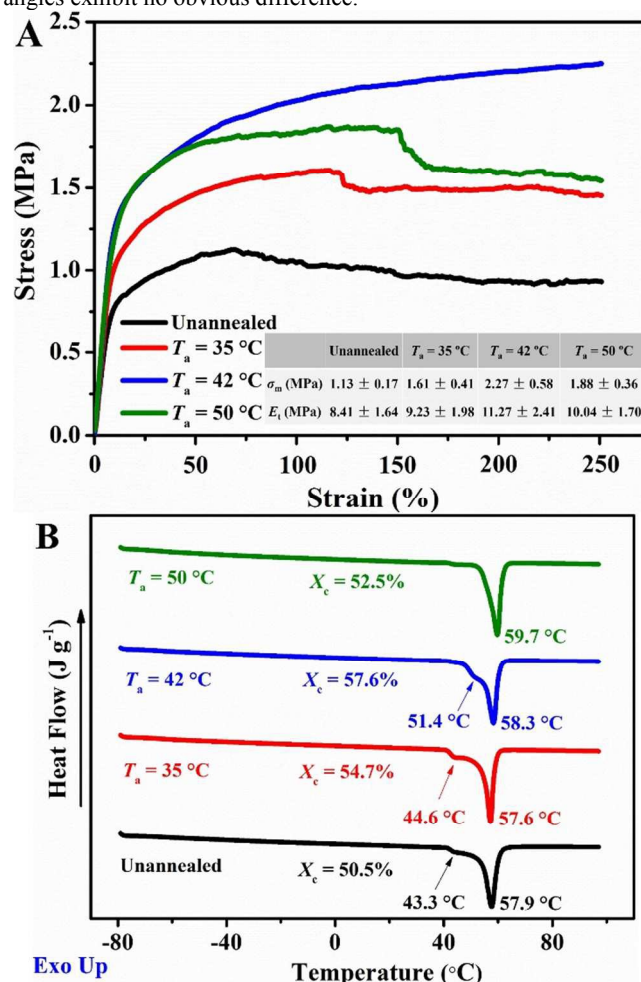 angles exhibit no obvious difference.
A
2.5
2.0
1.5
1.0
0.5
0.0
Stress (MPa)
Unannealed
Tₐ = 35 °C
Tₐ = 42 °C
Tₐ = 50 °C
Unannealed Tₐ = 35 °C Tₐ = 42 °C Tₐ = 50 °C
σₘ (MPa) 1.13 ± 0.17 1.61 ± 0.41 2.27 ± 0.58 1.88 ± 0.36
Eₜ (MPa) 8.41 ± 1.64 9.23 ± 1.98 11.27 ± 2.41 10.04 ± 1.70
0 50 100 150 200 250
Strain (%)
B
Heat Flow (J g⁻¹)
Tₐ = 50 °C X_c = 52.5%
59.7 °C
Tₐ = 42 °C X_c = 57.6%
51.4 °C 58.3 °C
Tₐ = 35 °C X_c = 54.7%
44.6 °C 57.6 °C
Unannealed X_c = 50.5%
43.3 °C 57.9 °C
-80 -40 0 40 80
Exo Up
Temperature (°C)